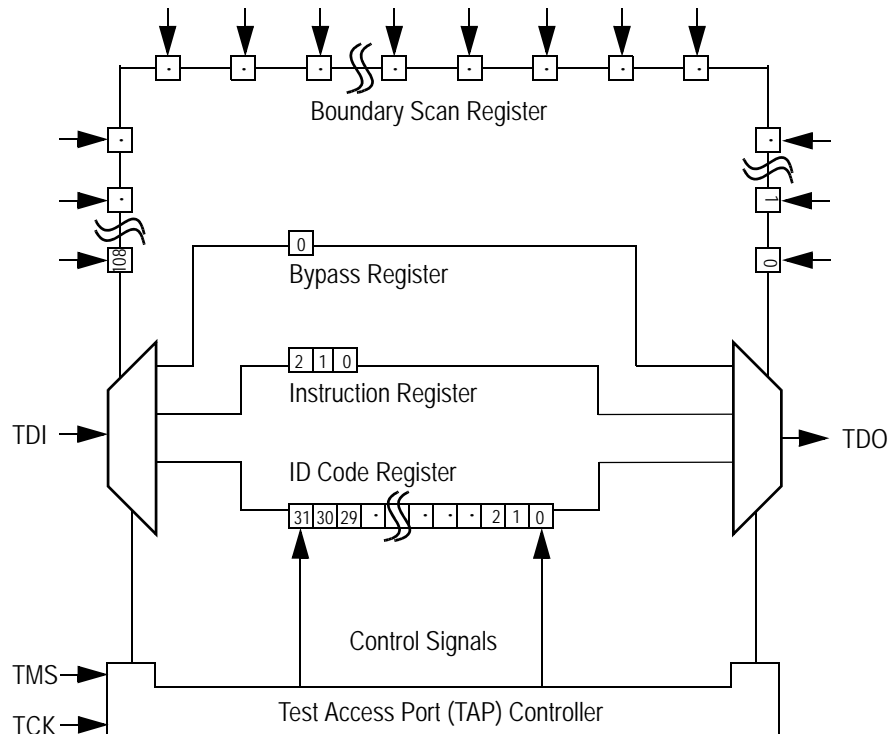 · · · · · · · ·
Boundary Scan Register
· ·
· 1
108 0
0
Bypass Register
2 1 0
Instruction Register
TDI TDO
ID Code Register
31 30 29 · · · · 2 1 0
Control Signals
TMS
Test Access Port (TAP) Controller
TCK